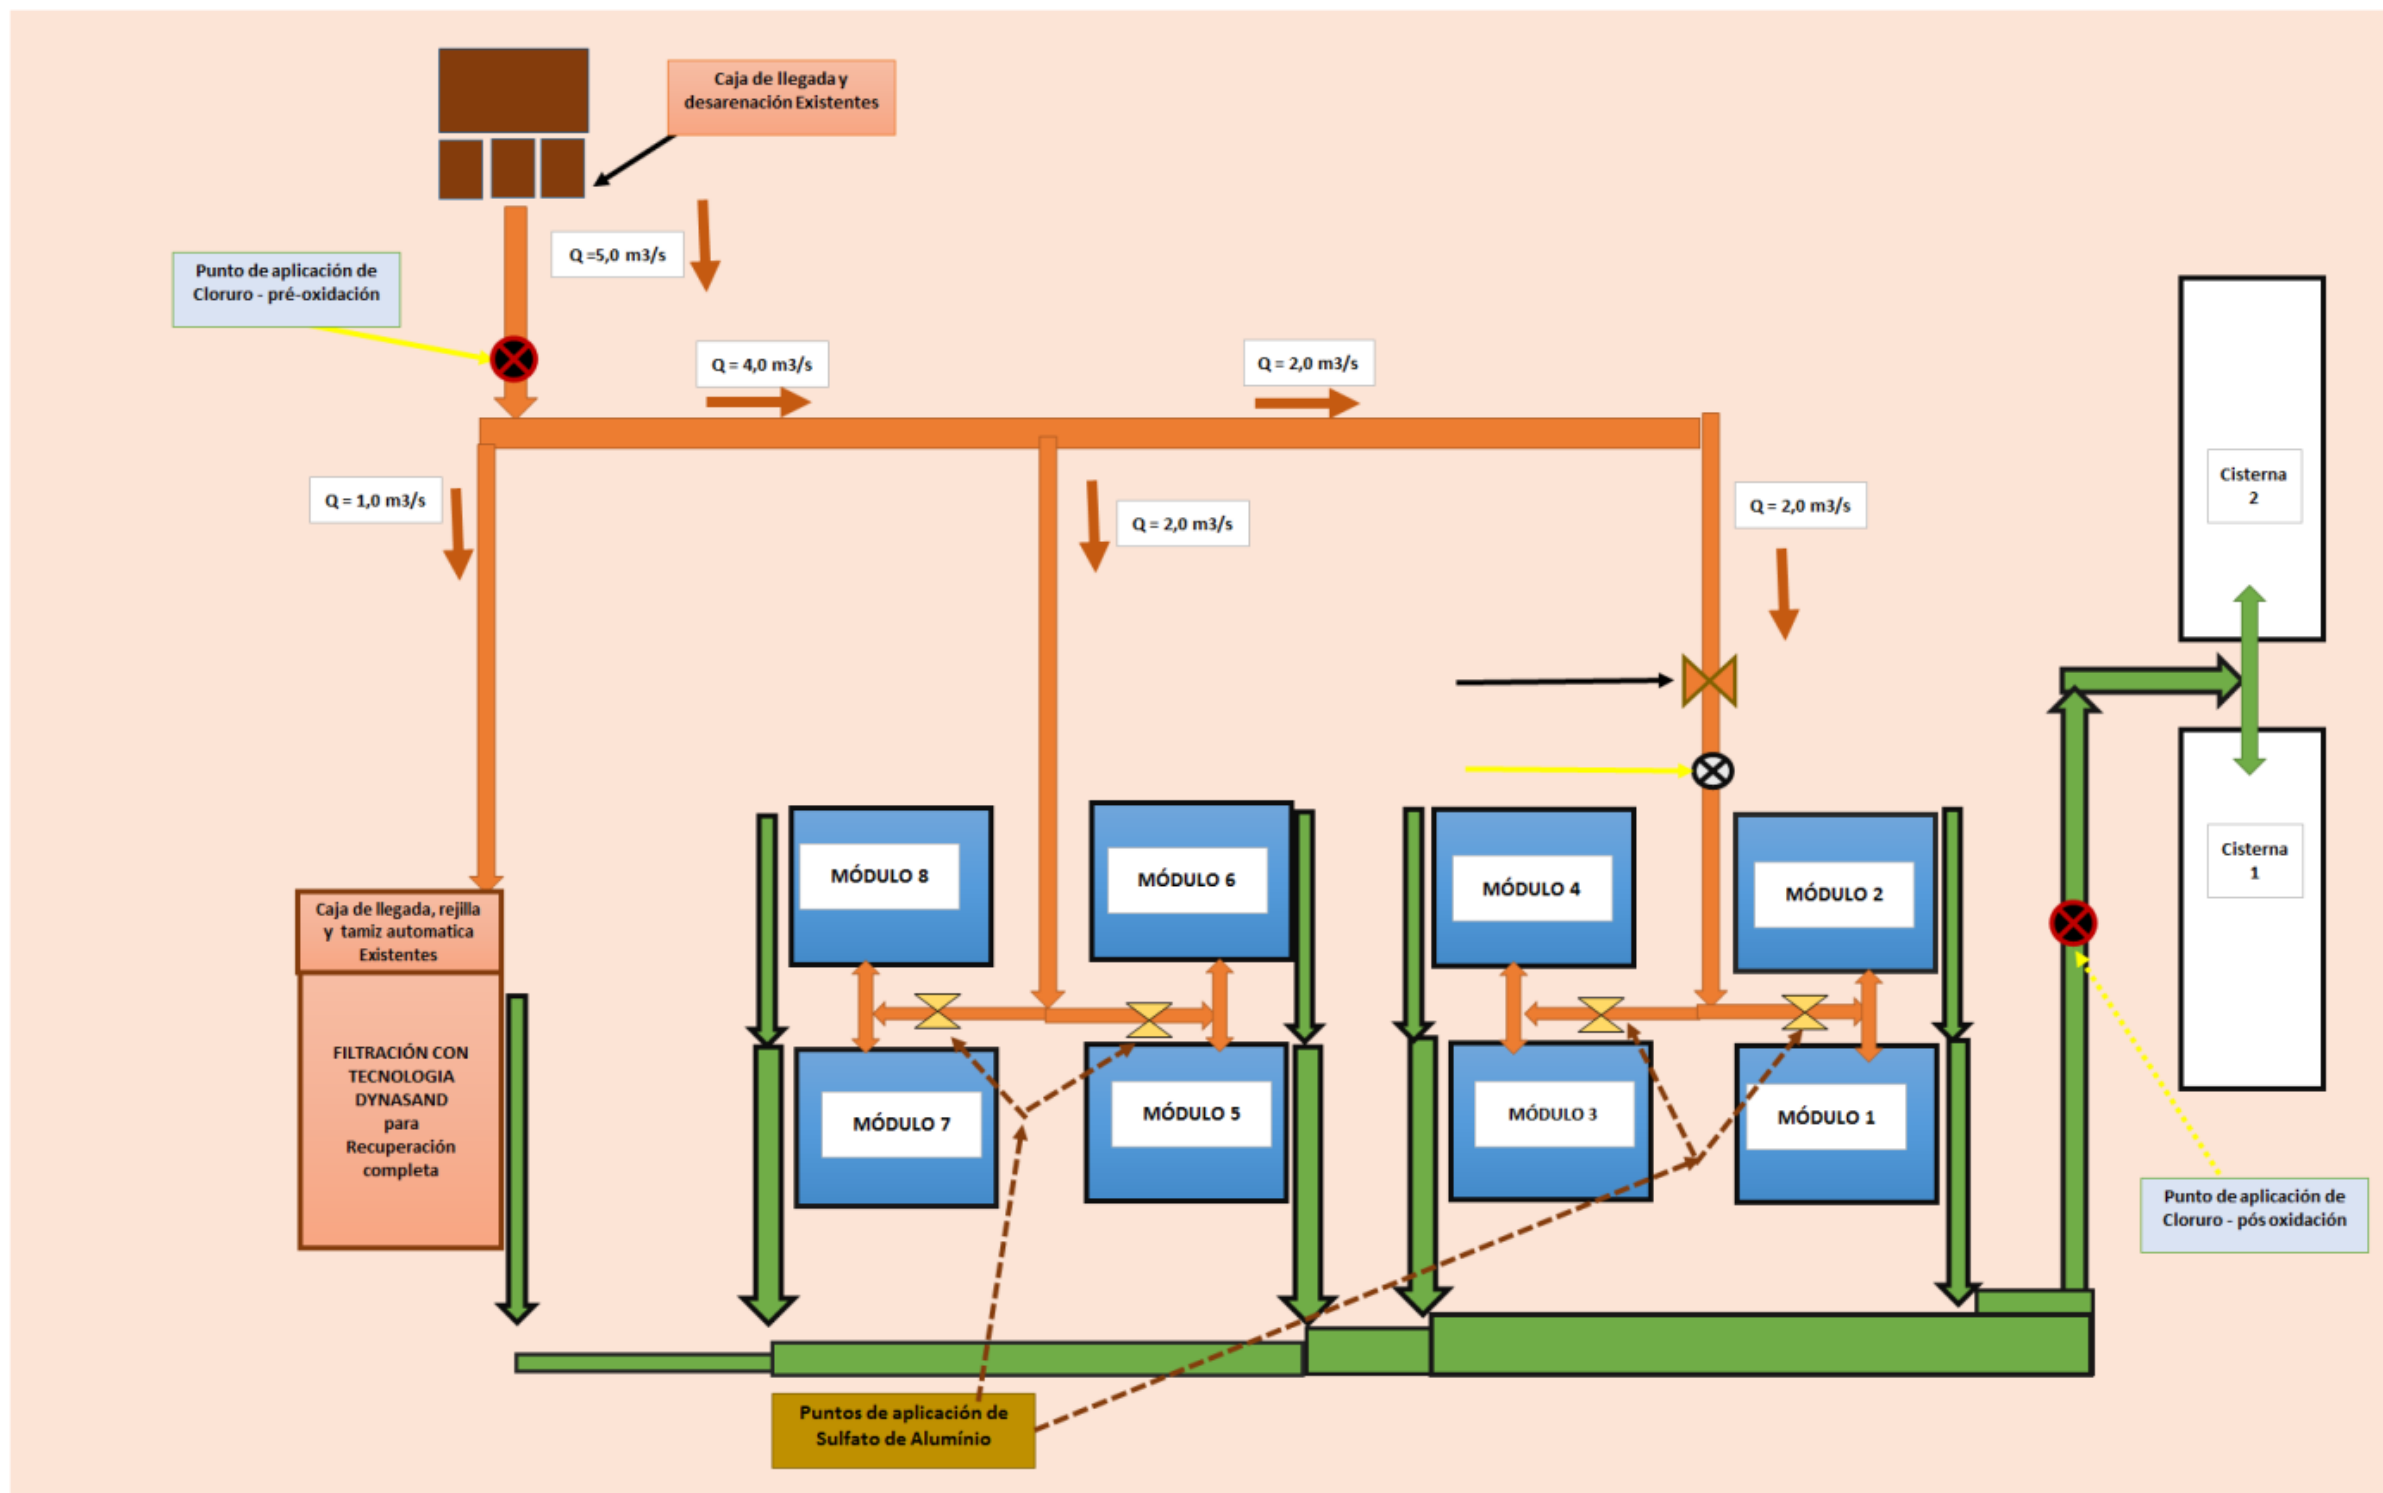 Caja de llegada y
desarenación Existentes
Q =5,0 m3/s
Punto de aplicación de
Cloruro - pré-oxidación
Q = 4,0 m3/s
Q = 2,0 m3/s
Q = 1,0 m3/s
Q = 2,0 m3/s
Q = 2,0 m3/s
Cisterna
2
Cisterna
1
MÓDULO 8
MÓDULO 6
MÓDULO 4
MÓDULO 2
Caja de llegada, rejilla
y tamiz automatica
Existentes
FILTRACIÓN CON
TECNOLOGIA
DYNASAND
para
Recuperación
completa
MÓDULO 7
MÓDULO 5
MÓDULO 3
MÓDULO 1
Punto de aplicación de
Cloruro - pós oxidación
Puntos de aplicación de
Sulfato de Alumínio